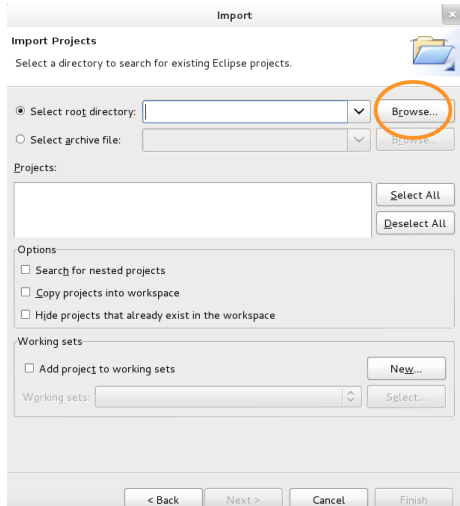 Import
Import Projects
Select a directory to search for existing Eclipse projects.
Select root directory: Browse...
Select archive file: Browse...
Projects:
Select All
Deselect All
Options
Search for nested projects
Copy projects into workspace
Hide projects that already exist in the workspace
Working sets
Add project to working sets New...
Working sets: Select...
< Back Next > Cancel Finish